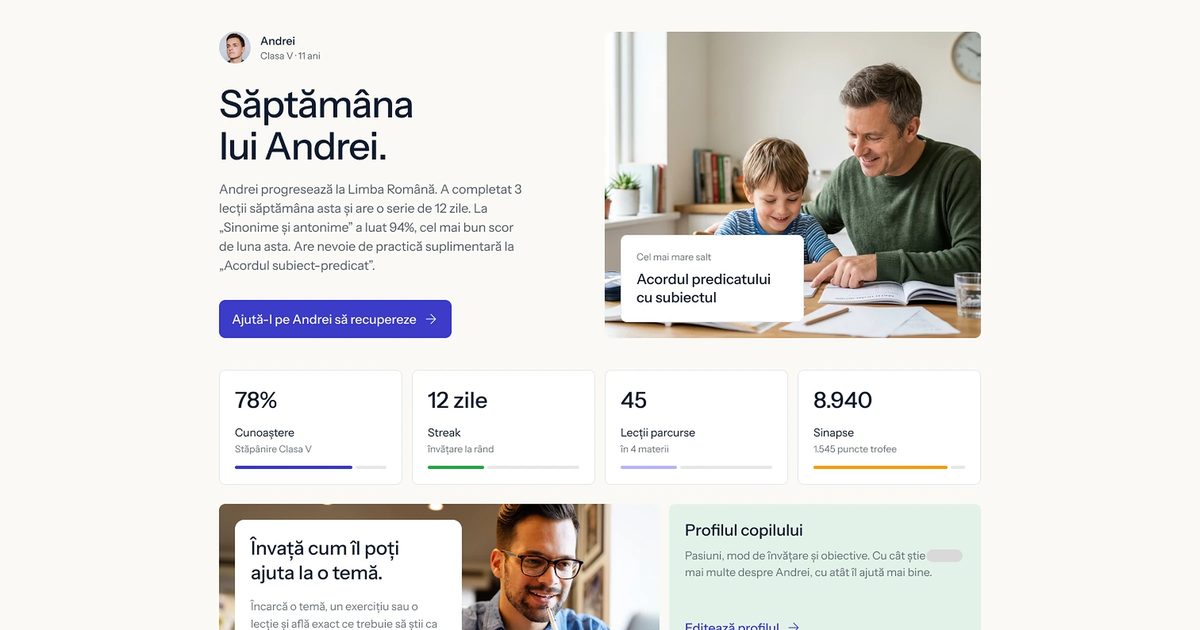 Andrei
Clasa V · 11 ani
Săptămâna
lui Andrei.
Andrei progresează la Limba Română. A completat 3
lecții săptămâna asta și are o serie de 12 zile. La
„Sinonime și antonime” a luat 94%, cel mai bun scor
de luna asta. Are nevoie de practică suplimentară la
„Acordul subiect-predicat”.
Ajută-l pe Andrei să recupereze →
Cel mai mare salt
Acordul predicatului
cu subiectul
78%
Cunoaștere
Stăpânire Clasa V
12 zile
Streak
învățare la rând
45
Lecții parcurse
în 4 materii
8.940
Sinapse
1.545 puncte trofee
Învață cum îl poți
ajuta la o temă.
Încarcă o temă, un exercițiu sau o
lecție și află exact ce trebuie să știi ca
Profilul copilului
Pasiuni, mod de învățare și obiective. Cu cât știe
mai multe despre Andrei, cu atât îl ajută mai bine.
Editează profilul →